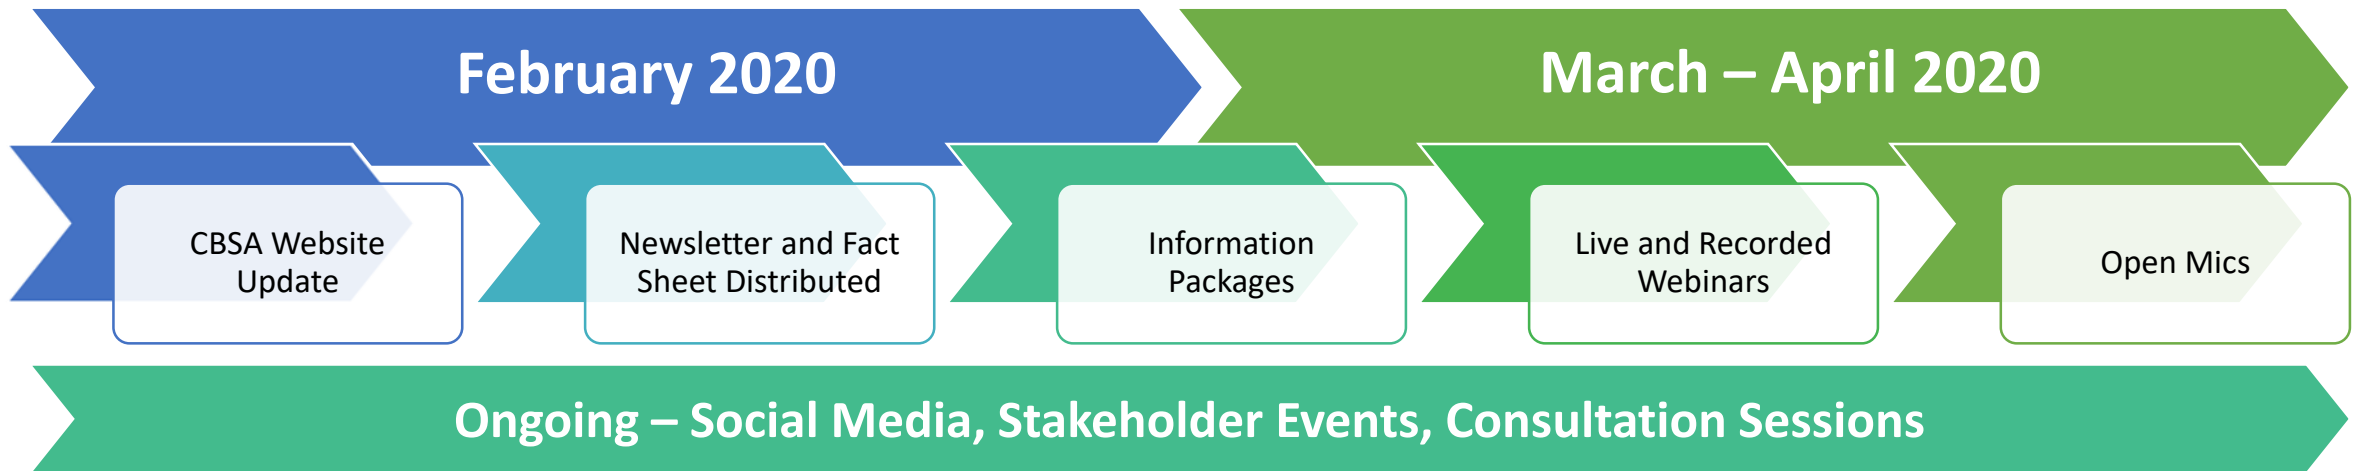 February 2020
March – April 2020
CBSA Website
Update
Newsletter and Fact
Sheet Distributed
Information
Packages
Live and Recorded
Webinars
Open Mics
Ongoing – Social Media, Stakeholder Events, Consultation Sessions